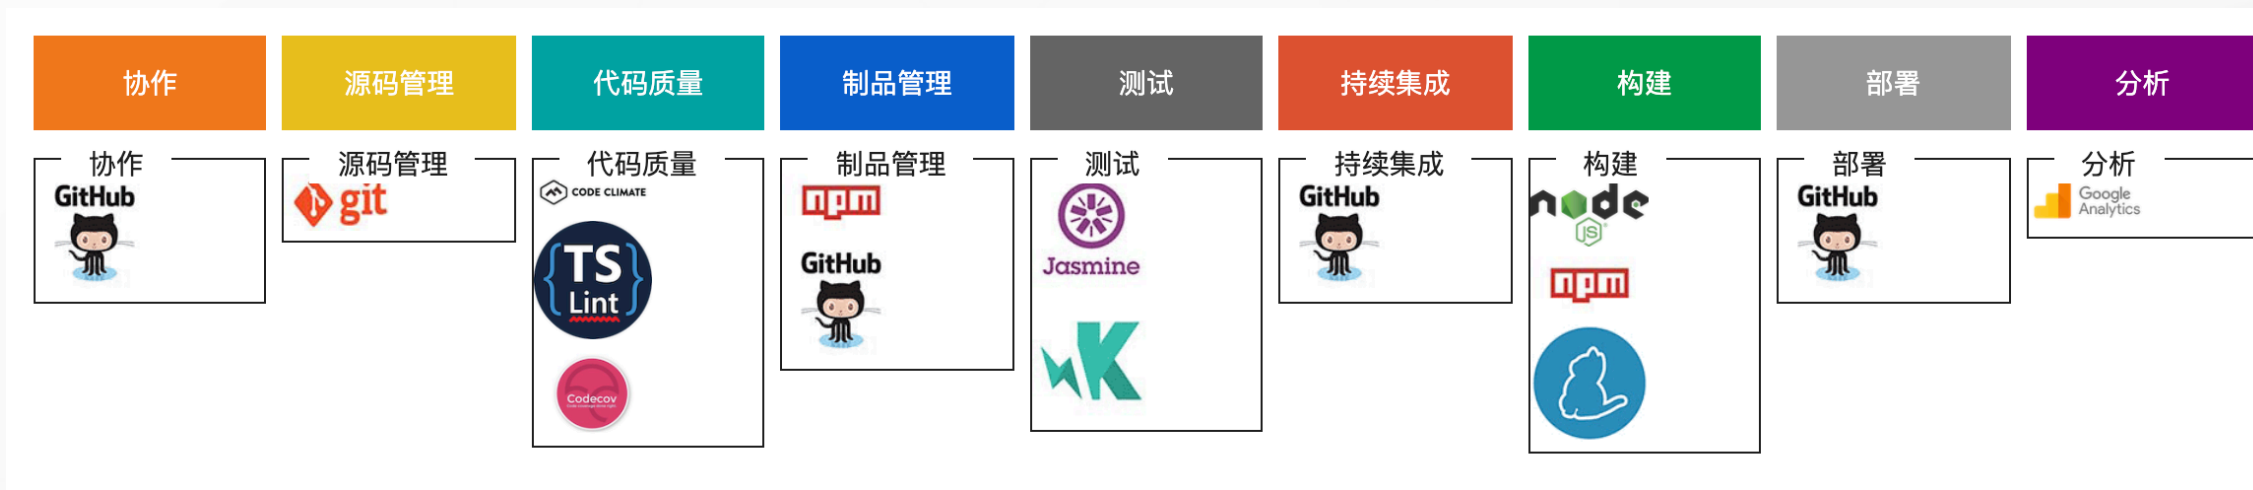 协作
源码管理
代码质量
制品管理
测试
持续集成
构建
部署
分析
协作
GitHub
源码管理
git
代码质量
CODE CLIMATE
{TS}
Lint
Codecov
制品管理
npm
GitHub
测试
Jasmine
K
持续集成
GitHub
构建
node
JS
npm
部署
GitHub
分析
Google
Analytics